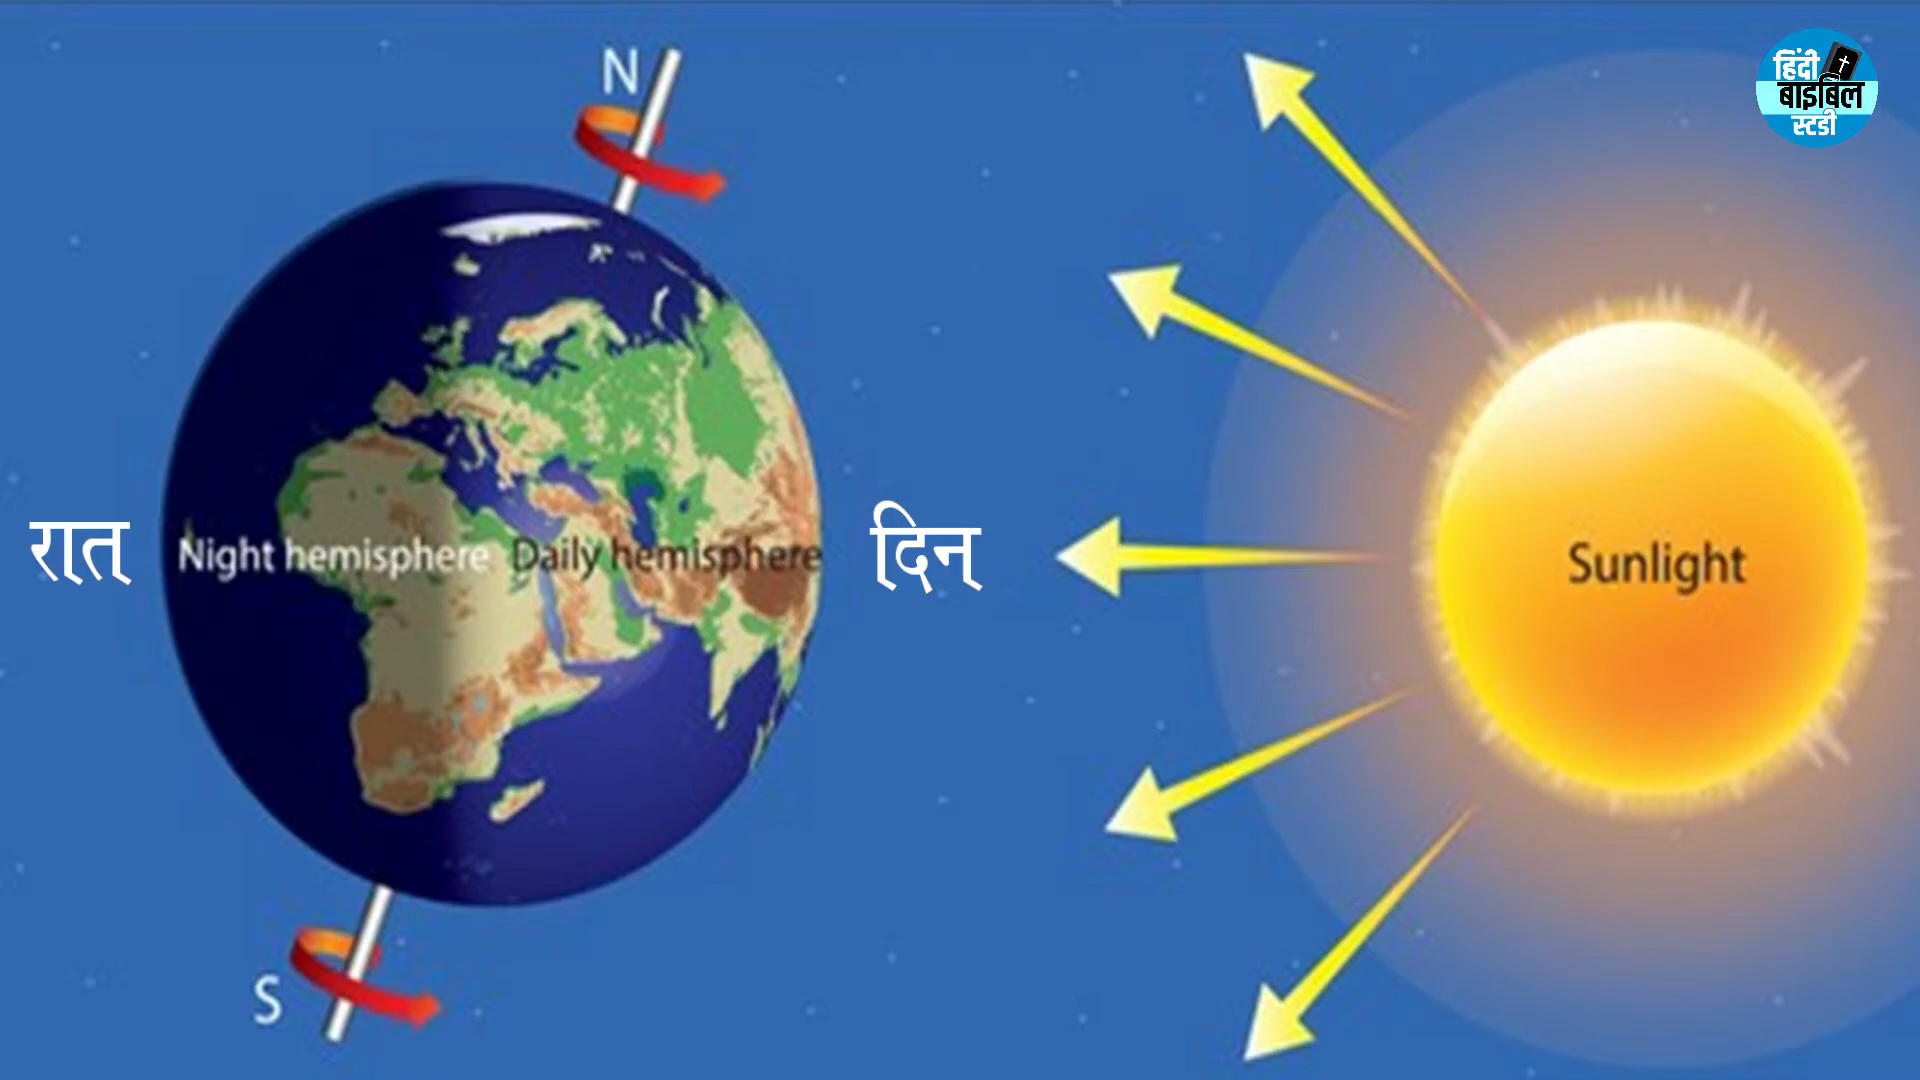 N
हिंदी
बाइबिल
स्टडी
रात
Night hemisphere
Daily hemisphere
दिन
Sunlight
S